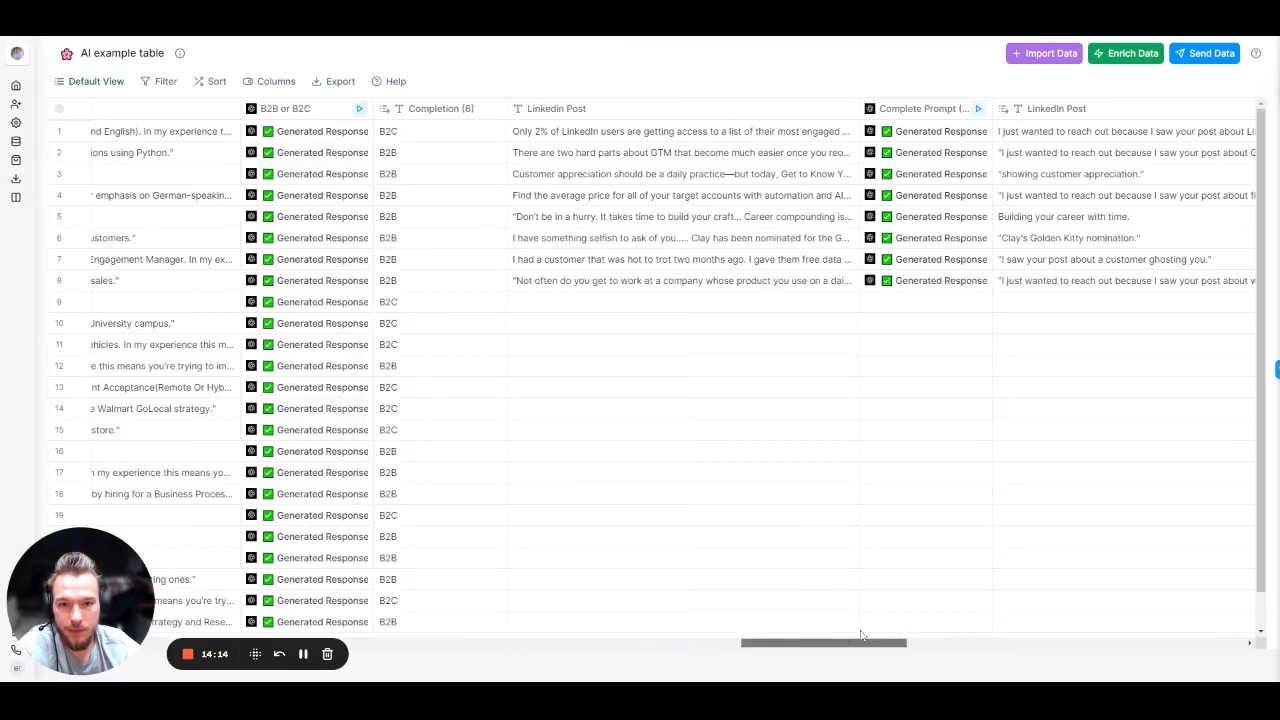 AI example table
Import Data Enrich Data Send Data
Default View Filter Sort Columns Export Help
B2B or B2C Completion (6) Linkedin Post Complete Prompt (... LinkedIn Post
1 nd English). In my experience t... Generated Response B2C Only 2% of LinkedIn users are getting access to a list of their most engaged ... Generated Response I just wanted to reach out because I saw your post about Li
2 ions using Python." Generated Response B2B There are two hard parts about GTM that become much easier once you reo... Generated Response "I just wanted to reach out because I saw your post about G
3 Generated Response B2B Customer appreciation should be a daily practice—but today, Get to Know Y... Generated Response "showing customer appreciation."
4 r emphasis on German-speakin... Generated Response B2B Find the average price for all of your target accounts with automation and AI... Generated Response "I just wanted to reach out because I saw your post about fi
5 Generated Response B2B "Don't be in a hurry. It takes time to build your craft... Career compounding is... Generated Response Building your career with time.
6 ustomers." Generated Response B2B I have something selfish to ask of you..... Clay has been nominated for the G... Generated Response "Clay's Golden Kitty nomination."
7 Engagement Manager. In my ex... Generated Response B2B I had a customer that was hot to trot two months ago. I gave them free data ... Generated Response "I saw your post about a customer ghosting you."
8 sales." Generated Response B2B "Not often do you get to work at a company whose product you use on a dai... Generated Response "I just wanted to reach out because I saw your post about w
9 Generated Response B2C
10 University campus." Generated Response B2C
11 ehicles. In my experience this m... Generated Response B2C
12 e this means you're trying to im... Generated Response B2B
13 nt Acceptance(Remote Or Hyb... Generated Response B2C
14 e Walmart GoLocal strategy." Generated Response B2C
15 store." Generated Response B2C
16 Generated Response B2B
17 n my experience this means yo... Generated Response B2B
18 by hiring for a Business Proces... Generated Response B2B
19 Generated Response B2C
Generated Response B2B
Generated Response B2B
ing ones." Generated Response B2B
means you're try... Generated Response B2C
trategy and Rese... Generated Response B2B
14:14
er